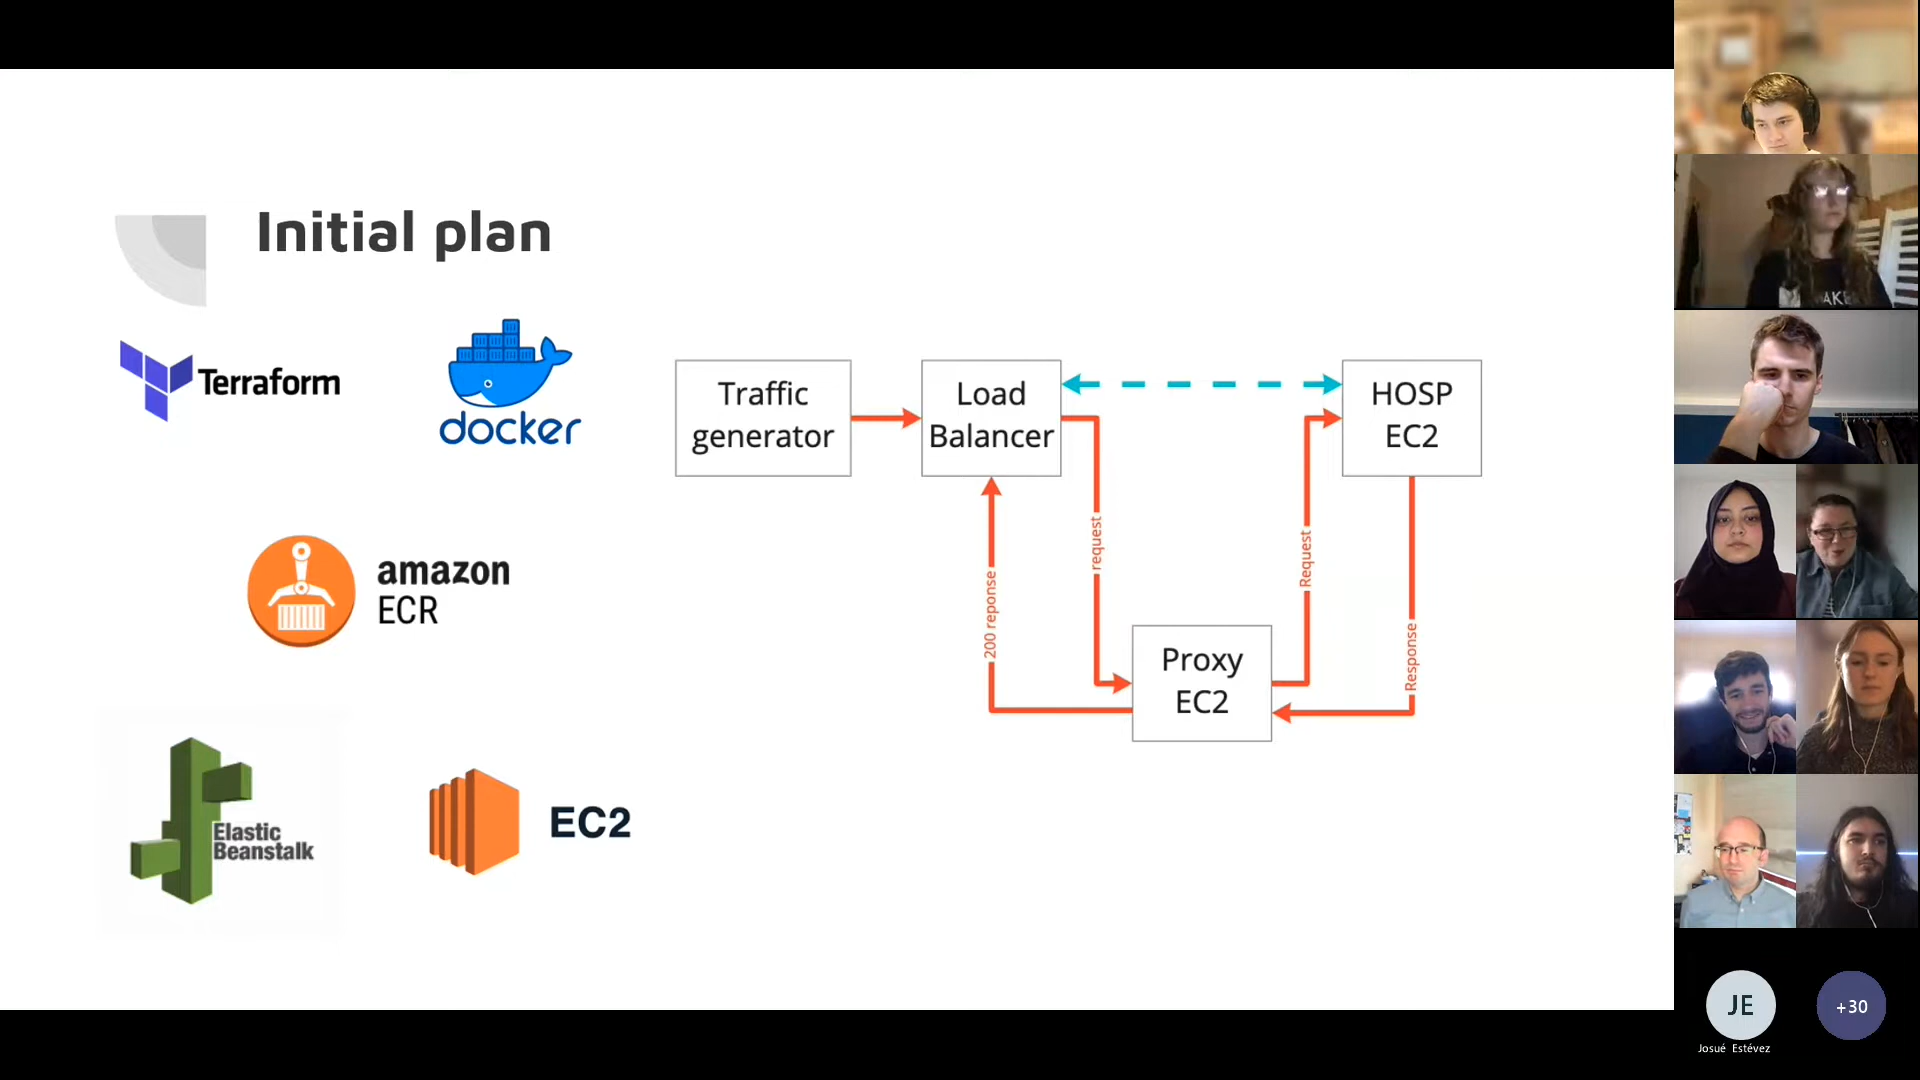 Initial plan
Terraform
docker
amazon
ECR
Elastic
Beanstalk
EC2
Traffic
generator
Load
Balancer
HOSP
EC2
200 reponse
request
Request
Response
Proxy
EC2
AKE
JE
Josué Estévez
+30